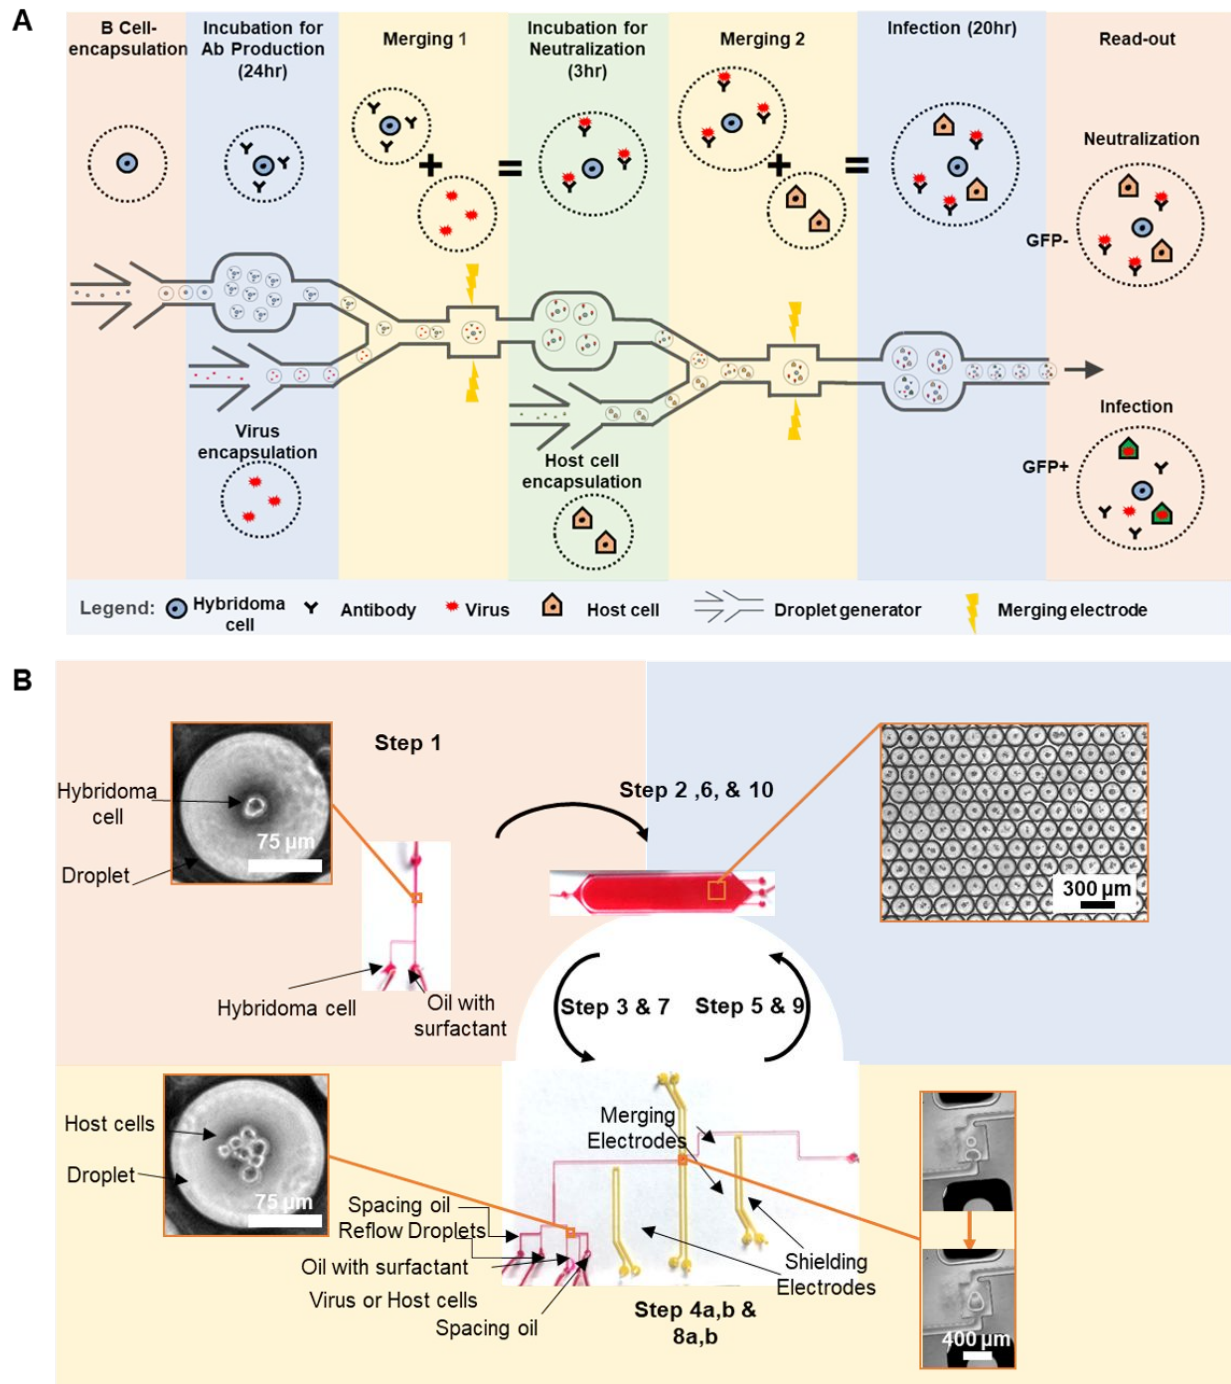 A
B Cell-
encapsulation
Incubation for
Ab Production
(24hr)
Merging 1
Incubation for
Neutralization
(3hr)
Merging 2
Infection (20hr)
Read-out
Neutralization
GFP-
Virus
encapsulation
Host cell
encapsulation
Infection
GFP+
Legend:
Hybridoma
cell
Antibody
Virus
Host cell
Droplet generator
Merging electrode
B
Step 1
Hybridoma
cell
75 µm
Droplet
Hybridoma cell
Oil with
surfactant
Step 2 ,6, & 10
300 µm
Step 3 & 7
Step 5 & 9
Host cells
Droplet
75 µm
Merging
Electrodes
Spacing oil
Reflow Droplets
Oil with surfactant
Virus or Host cells
Spacing oil
Shielding
Electrodes
Step 4a,b &
8a,b
400 µm